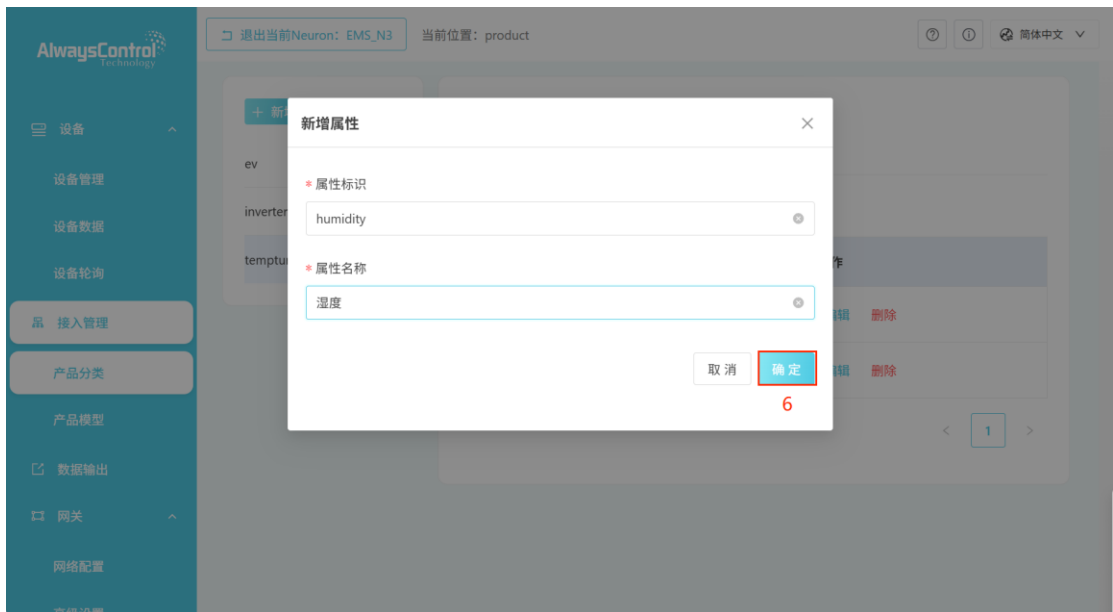 AlwaysControl
Technology
退出当前Neuron：EMS_N3
当前位置：product
简体中文
设备
设备管理
设备数据
设备轮询
接入管理
产品分类
产品模型
数据输出
网关
网络配置
ev
inverter
新增属性
* 属性标识
humidity
* 属性名称
湿度
取 消
确 定
6
删除
删除
1